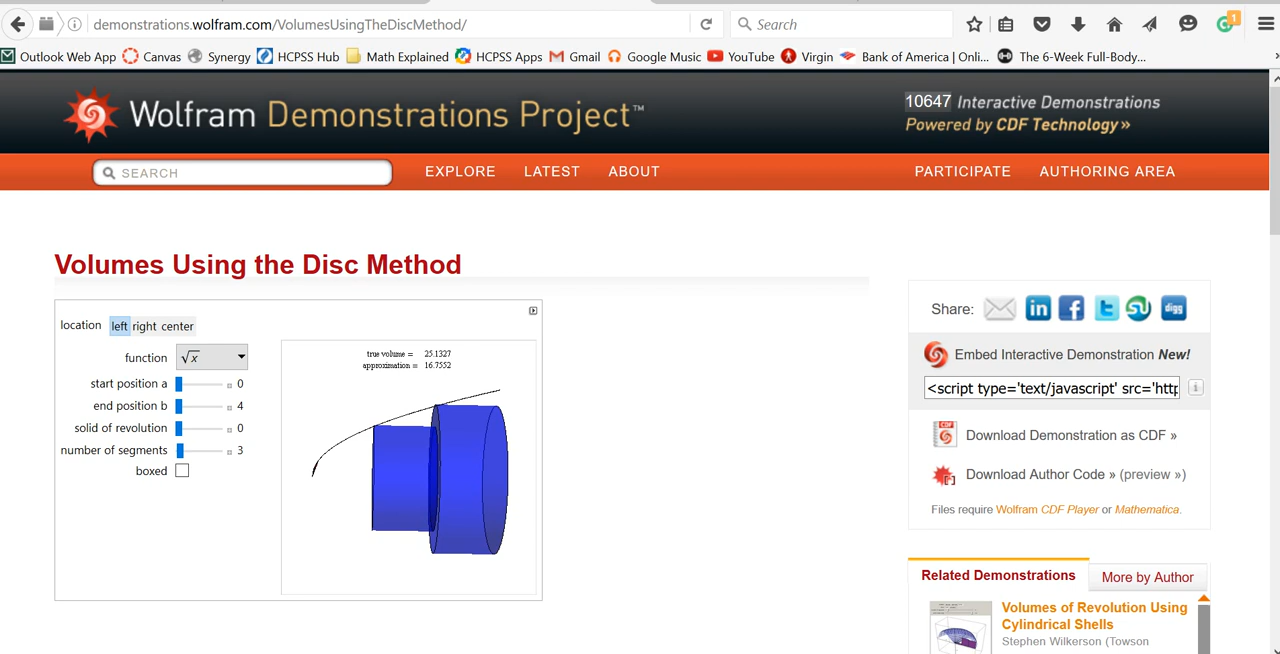 demonstrations.wolfram.com/VolumesUsingTheDiscMethod/
Search
1
Outlook Web App Canvas Synergy HCPSS Hub Math Explained HCPSS Apps Gmail Google Music YouTube Virgin Bank of America | Onli... The 6-Week Full-Body...
Wolfram Demonstrations Project™
10647 Interactive Demonstrations
Powered by CDF Technology »
SEARCH EXPLORE LATEST ABOUT PARTICIPATE AUTHORING AREA
Volumes Using the Disc Method
location left right center
function √x
start position a 0
end position b 4
solid of revolution 0
number of segments 3
boxed
true volume = 25.1327
approximation = 16.7552
Share: in f t digg
Embed Interactive Demonstration New!
<script type='text/javascript' src='http
Download Demonstration as CDF »
Download Author Code » (preview »)
Files require Wolfram CDF Player or Mathematica.
Related Demonstrations More by Author
Volumes of Revolution Using
Cylindrical Shells
Stephen Wilkerson (Towson